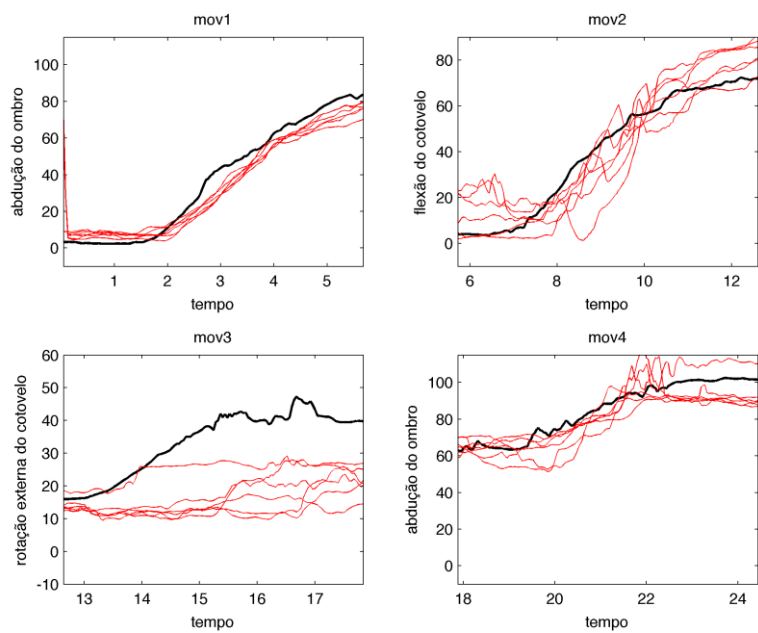 mov1
abdução do ombro
100
80
60
40
20
0
1 2 3 4 5
tempo
mov2
flexão do cotovelo
80
60
40
20
0
6 8 10 12
tempo
mov3
rotação externa do cotovelo
60
50
40
30
20
10
0
-10
13 14 15 16 17
tempo
mov4
abdução do ombro
100
80
60
40
20
0
18 20 22 24
tempo